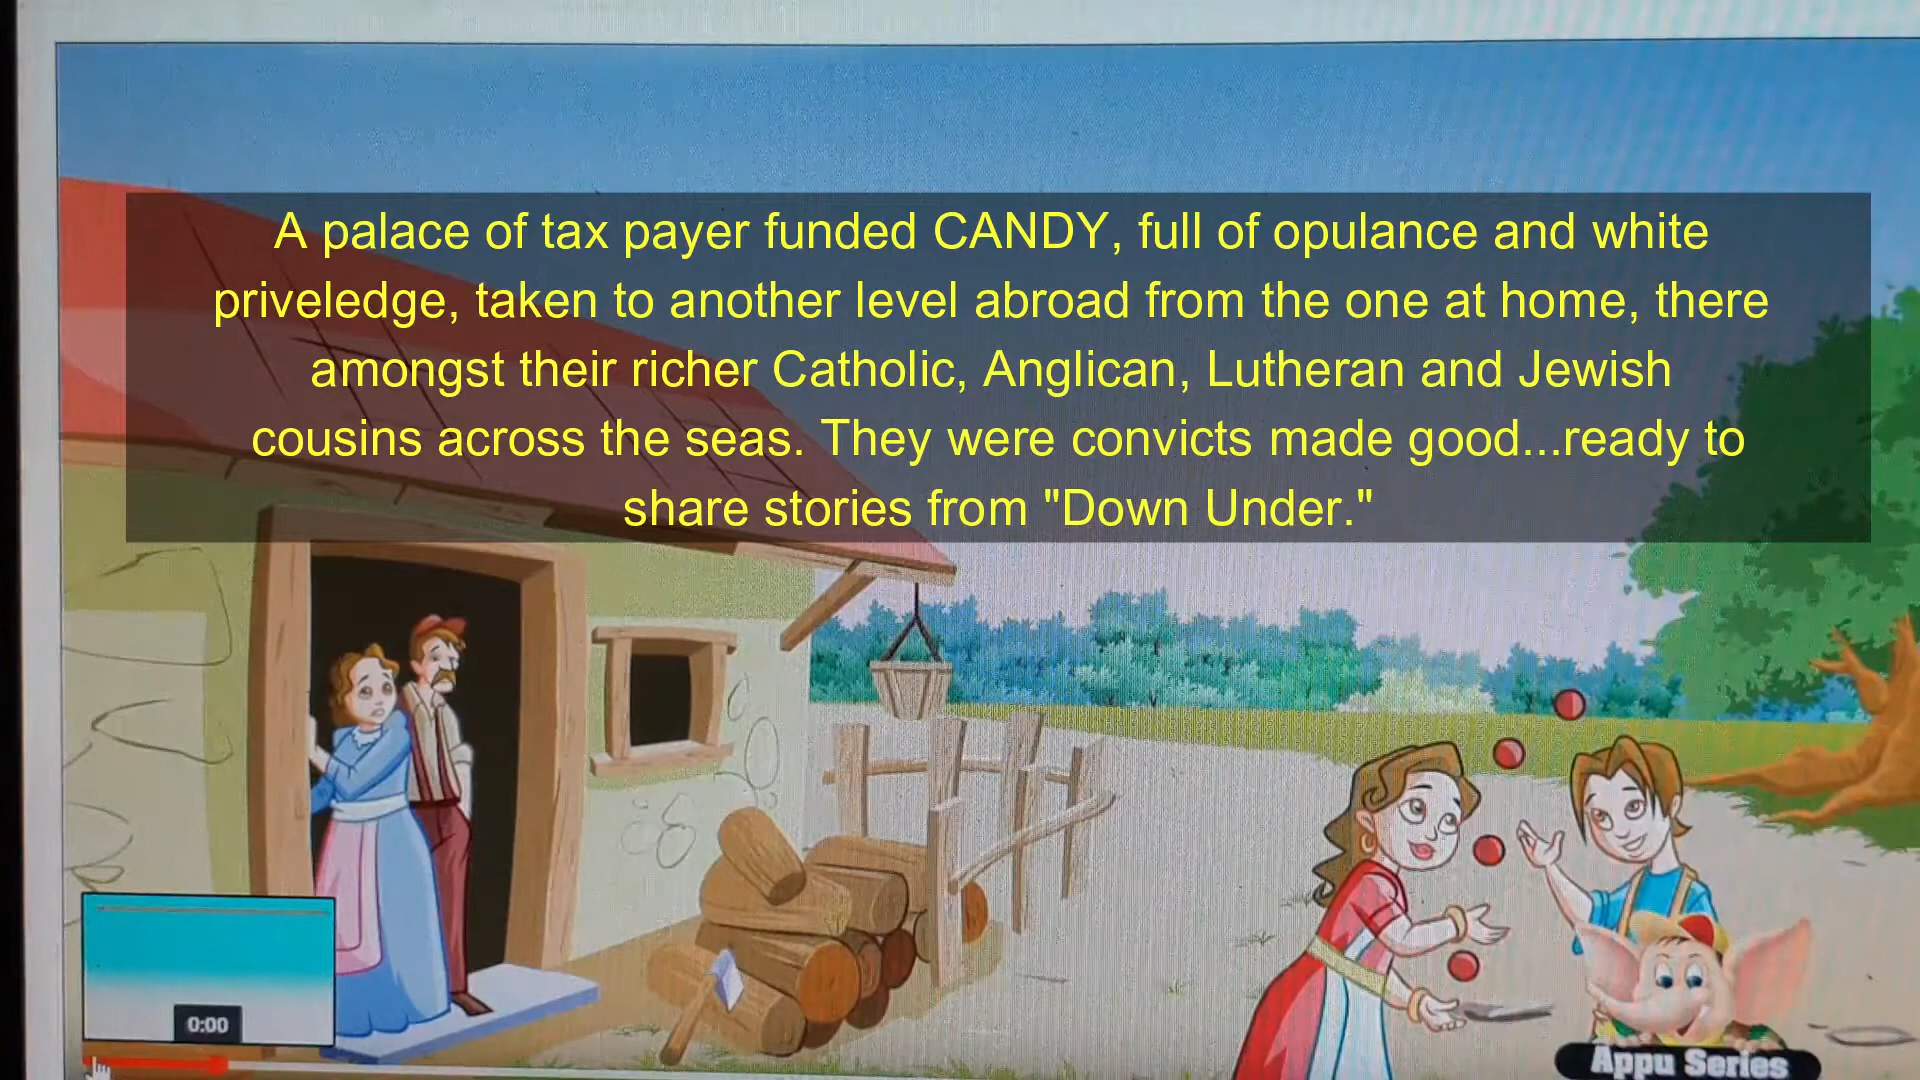 A palace of tax payer funded CANDY, full of opulance and white
priveledge, taken to another level abroad from the one at home, there
amongst their richer Catholic, Anglican, Lutheran and Jewish
cousins across the seas. They were convicts made good...ready to
share stories from "Down Under."
0:00
Appu Series